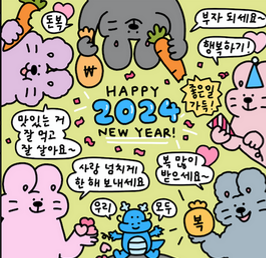 돈복
부자 되세요~
행복하기!
₩
HAPPY
2024
NEW YEAR!
좋은일
가득!
맛있는 거
잘 먹고
잘 살아요~
사랑 넘치게
한 해 보내세요
복 많이
받으세요~
우리
모두
복